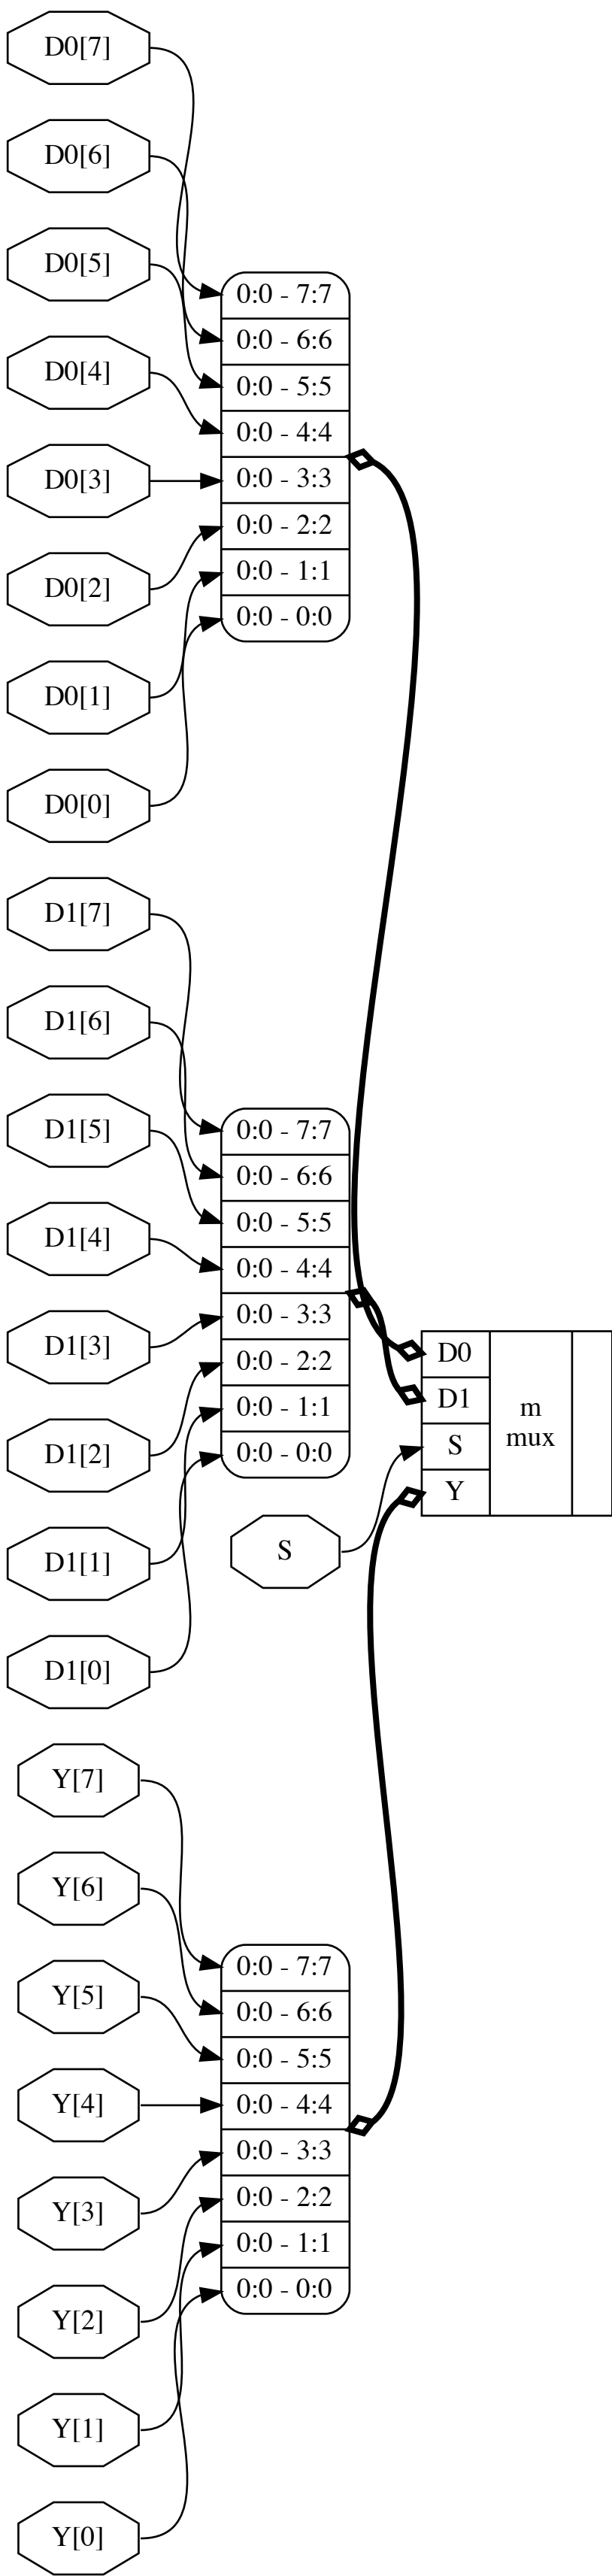 D0[7]
D0[6]
D0[5]
D0[4]
D0[3]
D0[2]
D0[1]
D0[0]
0:0 - 7:7
0:0 - 6:6
0:0 - 5:5
0:0 - 4:4
0:0 - 3:3
0:0 - 2:2
0:0 - 1:1
0:0 - 0:0
D1[7]
D1[6]
D1[5]
D1[4]
D1[3]
D1[2]
D1[1]
D1[0]
0:0 - 7:7
0:0 - 6:6
0:0 - 5:5
0:0 - 4:4
0:0 - 3:3
0:0 - 2:2
0:0 - 1:1
0:0 - 0:0
S
D0
D1
S
Y
m
mux
Y[7]
Y[6]
Y[5]
Y[4]
Y[3]
Y[2]
Y[1]
Y[0]
0:0 - 7:7
0:0 - 6:6
0:0 - 5:5
0:0 - 4:4
0:0 - 3:3
0:0 - 2:2
0:0 - 1:1
0:0 - 0:0